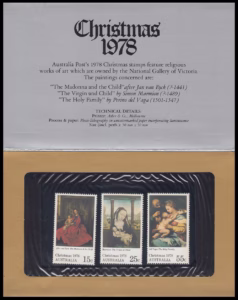 Christmas
1978
Australia Post's 1978 Christmas stamps feature religious
works of art which are owned by the National Gallery of Victoria
The paintings concerned are:
"The Madonna and the Child" after Jan van Eyck (?-1441)
"The Virgin and Child" by Simon Marmion (?-1489)
"The Holy Family" by Perino del Vaga (1501-1547)
TECHNICAL DETAILS
Christmas 1978
AUSTRALIA 15c
Christmas 1978
AUSTRALIA 25c
Christmas 1978
AUSTRALIA 55c